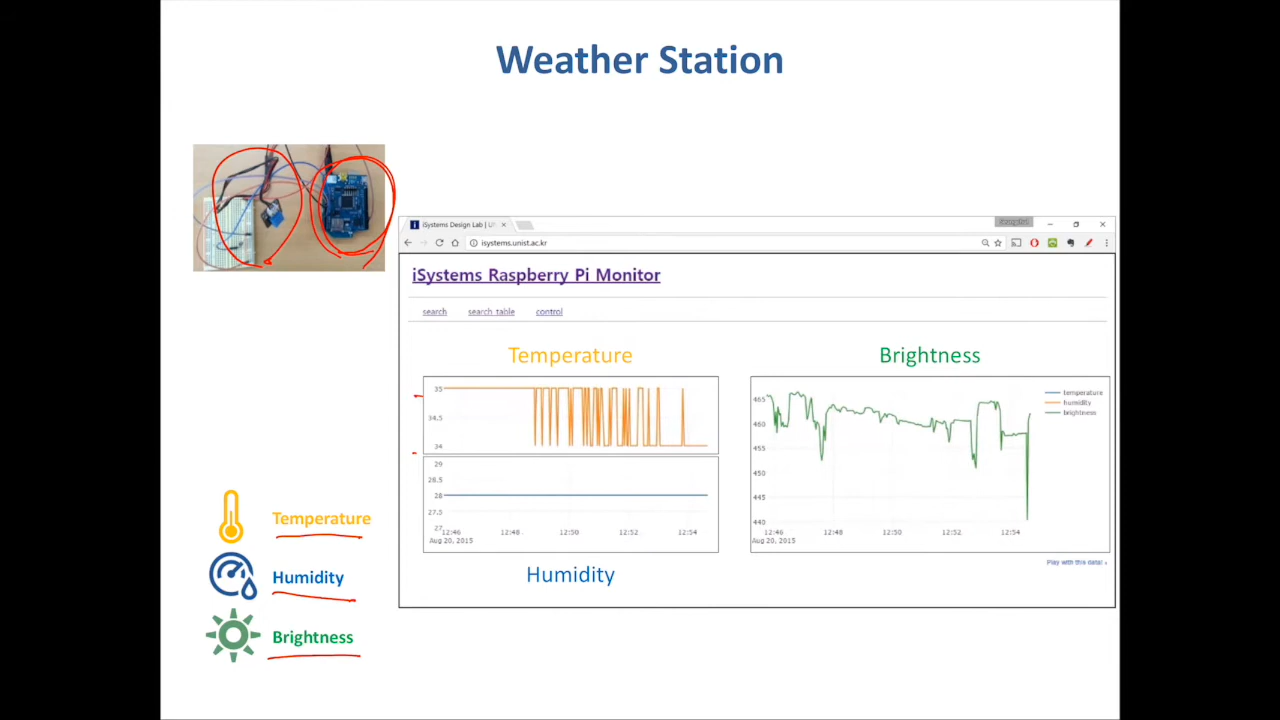 Weather Station
iSystems Design Lab | U
isystems.unist.ac.kr
iSystems Raspberry Pi Monitor
search search table control
Temperature
35
34.5
34
29
28.5
28
27.5
27
12:46 12:48 12:50 12:52 12:54
Aug 20, 2015
Humidity
Brightness
temperature
humidity
brightness
465
460
455
450
445
440
12:46 12:48 12:50 12:52 12:54
Aug 20, 2015
Play with this data! »
Temperature
Humidity
Brightness